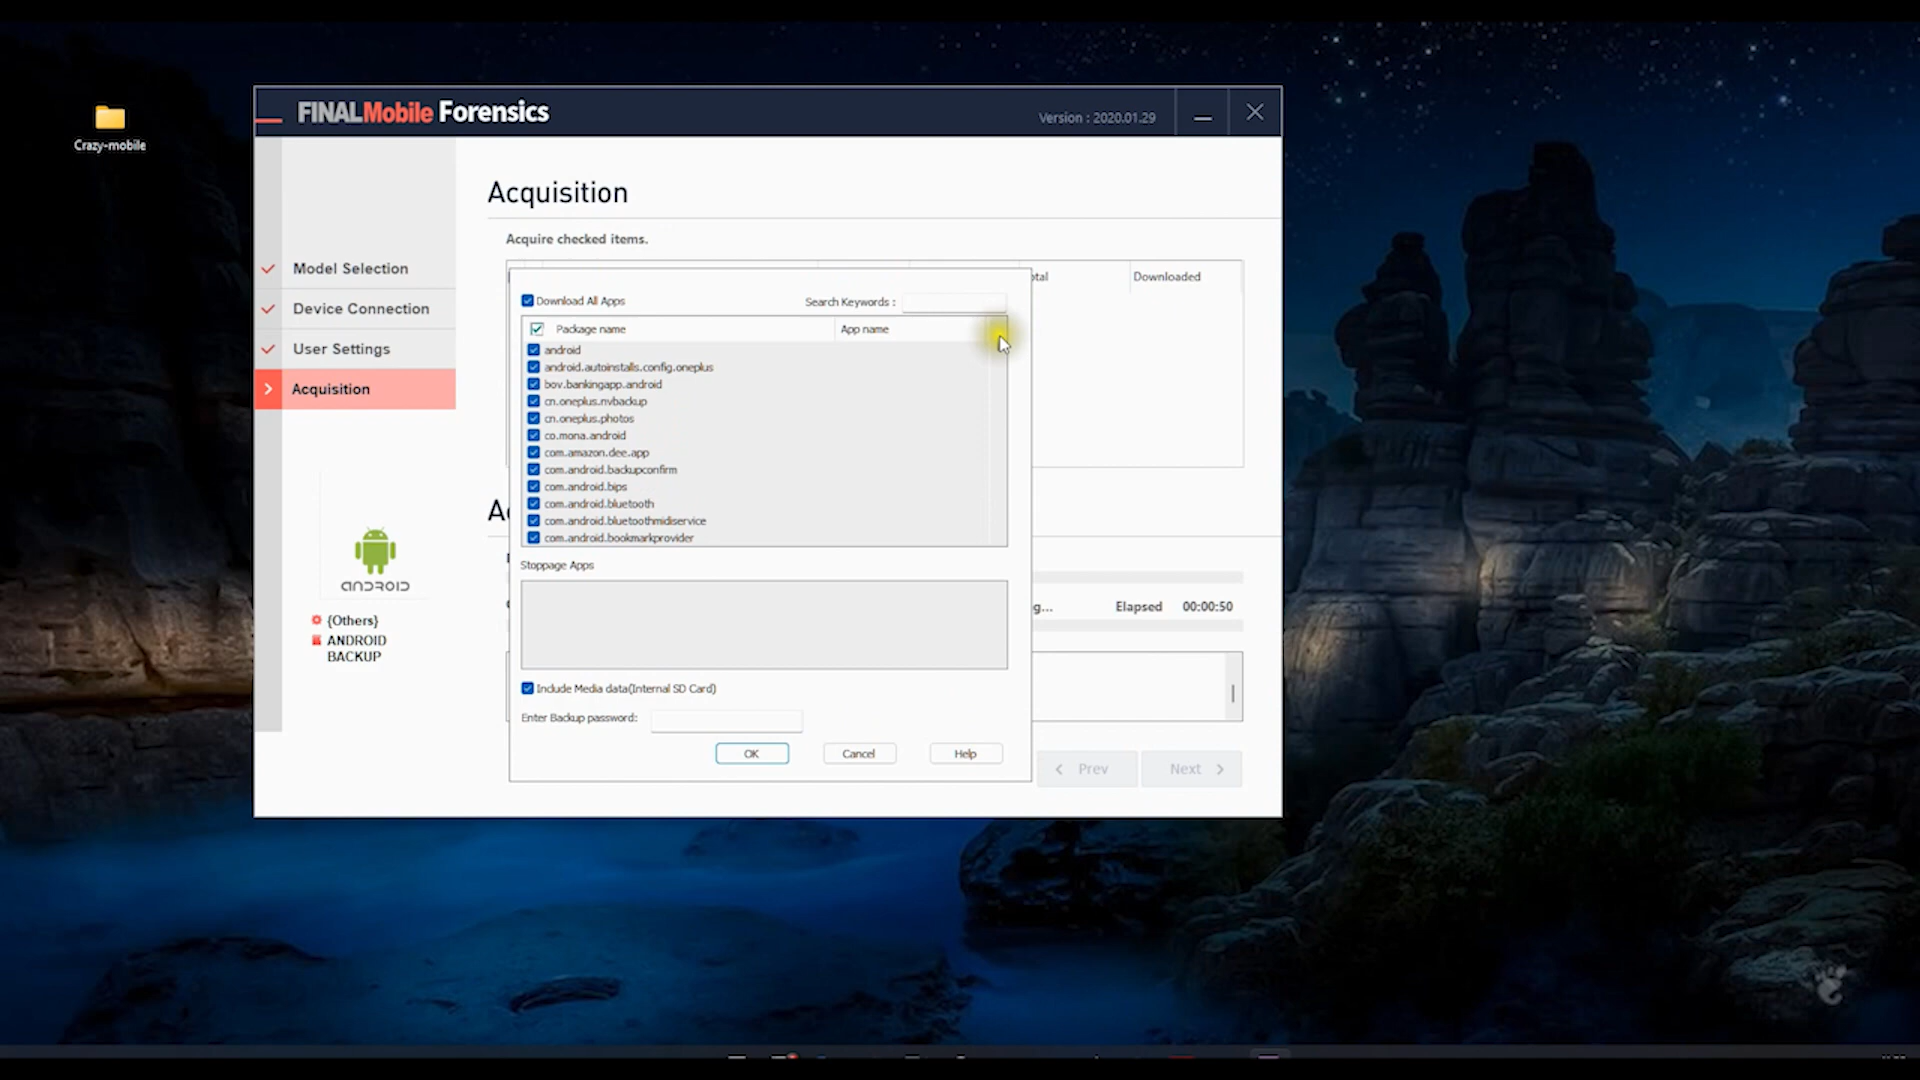 Crazy-mobile
FINALMobile Forensics
Version : 2020.01.29
Acquisition
Acquire checked items.
Model Selection
Device Connection
User Settings
Acquisition
Downloaded
Download All Apps
Search Keywords :
Package name
App name
android
android.autoinstalls.config.oneplus
bov.bankingapp.android
cn.oneplus.nvbackup
cn.oneplus.photos
co.mona.android
com.amazon.dee.app
com.android.backupconfirm
com.android.bips
com.android.bluetooth
com.android.bluetoothmidiservice
com.android.bookmarkprovider
Stoppage Apps
Elapsed 00:00:50
Include Media data(Internal SD Card)
Enter Backup password:
OK
Cancel
Help
Prev
Next
ANDROID
{Others}
ANDROID
BACKUP